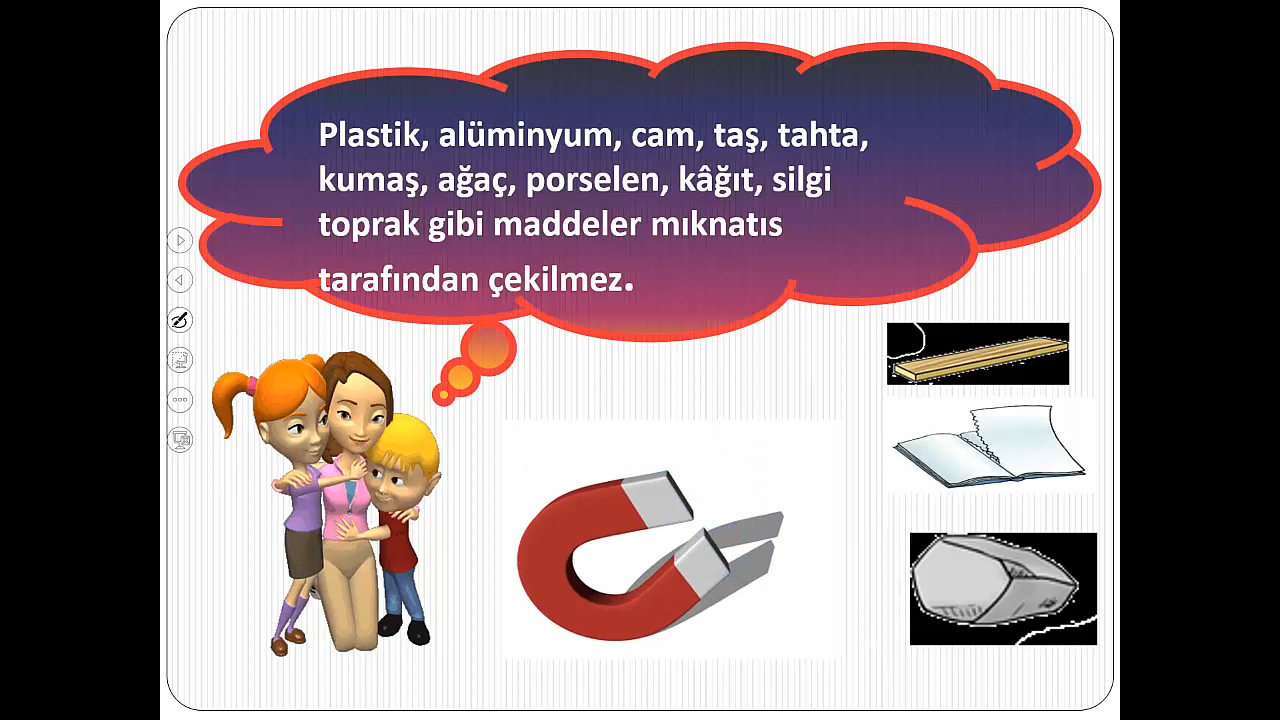 Plastik, alüminyum, cam, taş, tahta,
kumaş, ağaç, porselen, kâğıt, silgi
toprak gibi maddeler mıknatıs
tarafından çekilmez.